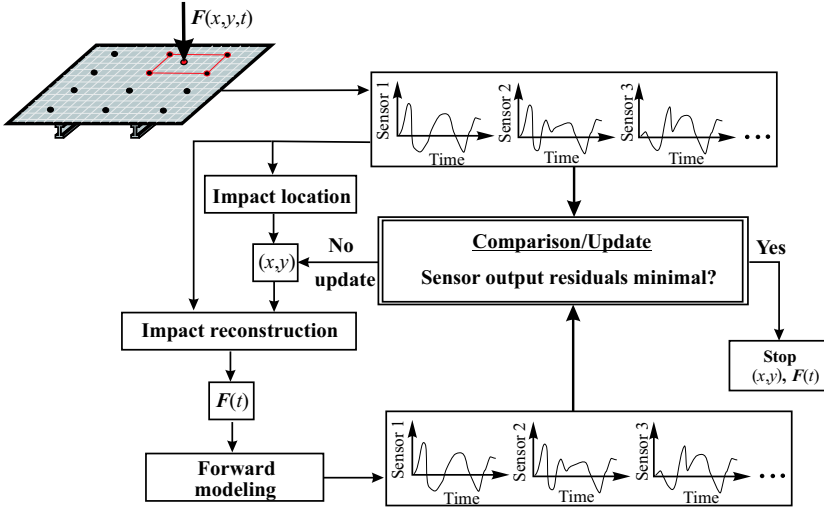 F(x,y,t)
Sensor 1
Time
Sensor 2
Time
Sensor 3
Time
Impact location
(x,y)
No
update
Comparison/Update
Sensor output residuals minimal?
Yes
Impact reconstruction
Stop
(x,y), F(t)
F(t)
Forward
modeling
Sensor 1
Time
Sensor 2
Time
Sensor 3
Time